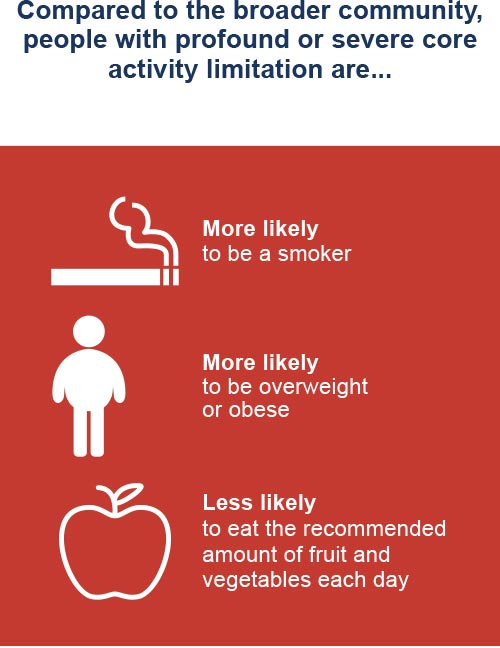 Compared to the broader community,
people with profound or severe core
activity limitation are...
More likely
to be a smoker
More likely
to be overweight
or obese
Less likely
to eat the recommended
amount of fruit and
vegetables each day